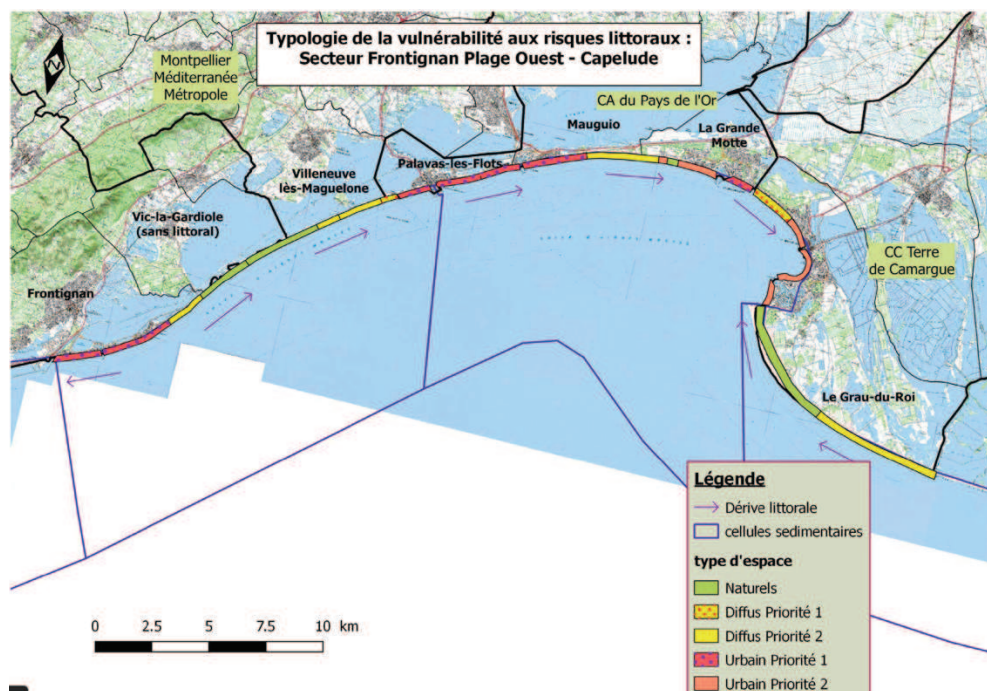 Typologie de la vulnérabilité aux risques littoraux :
Secteur Frontignan Plage Ouest - Capelude
N
Montpellier
Méditerranée
Métropole
CA du Pays de l'Or
Mauguio
La Grande
Motte
Palavas-les-Flots
Villeneuve
lès-Maguelone
Vic-la-Gardiole
(sans littoral)
CC Terre
de Camargue
Frontignan
Le Grau-du-Roi
Légende
Dérive littorale
cellules sedimentaires
type d'espace
Naturels
Diffus Priorité 1
Diffus Priorité 2
Urbain Priorité 1
Urbain Priorité 2
0 2.5 5 7.5 10 km